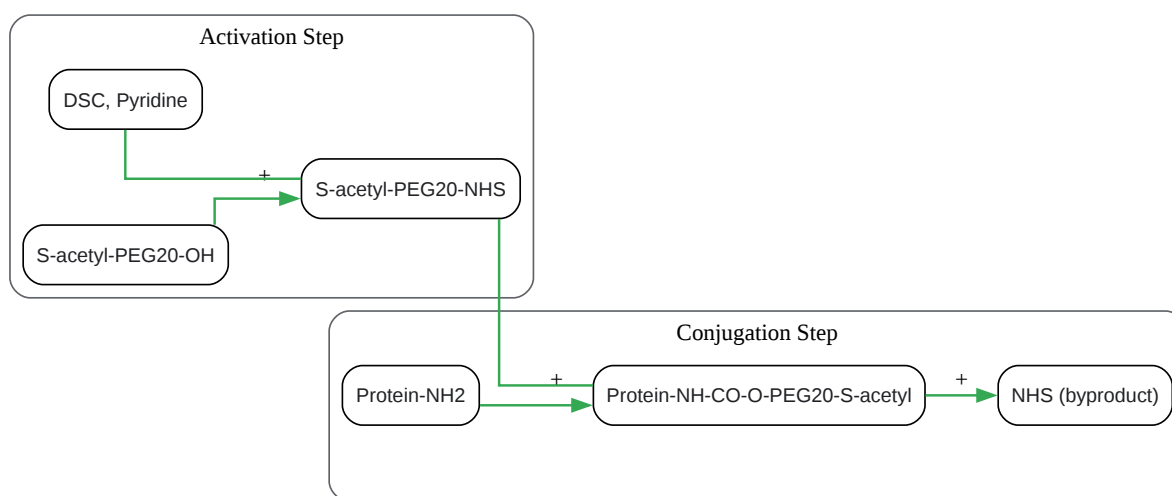 Activation Step
DSC, Pyridine
+
S-acetyl-PEG20-NHS
S-acetyl-PEG20-OH
Conjugation Step
Protein-NH2
+
Protein-NH-CO-O-PEG20-S-acetyl
+
NHS (byproduct)